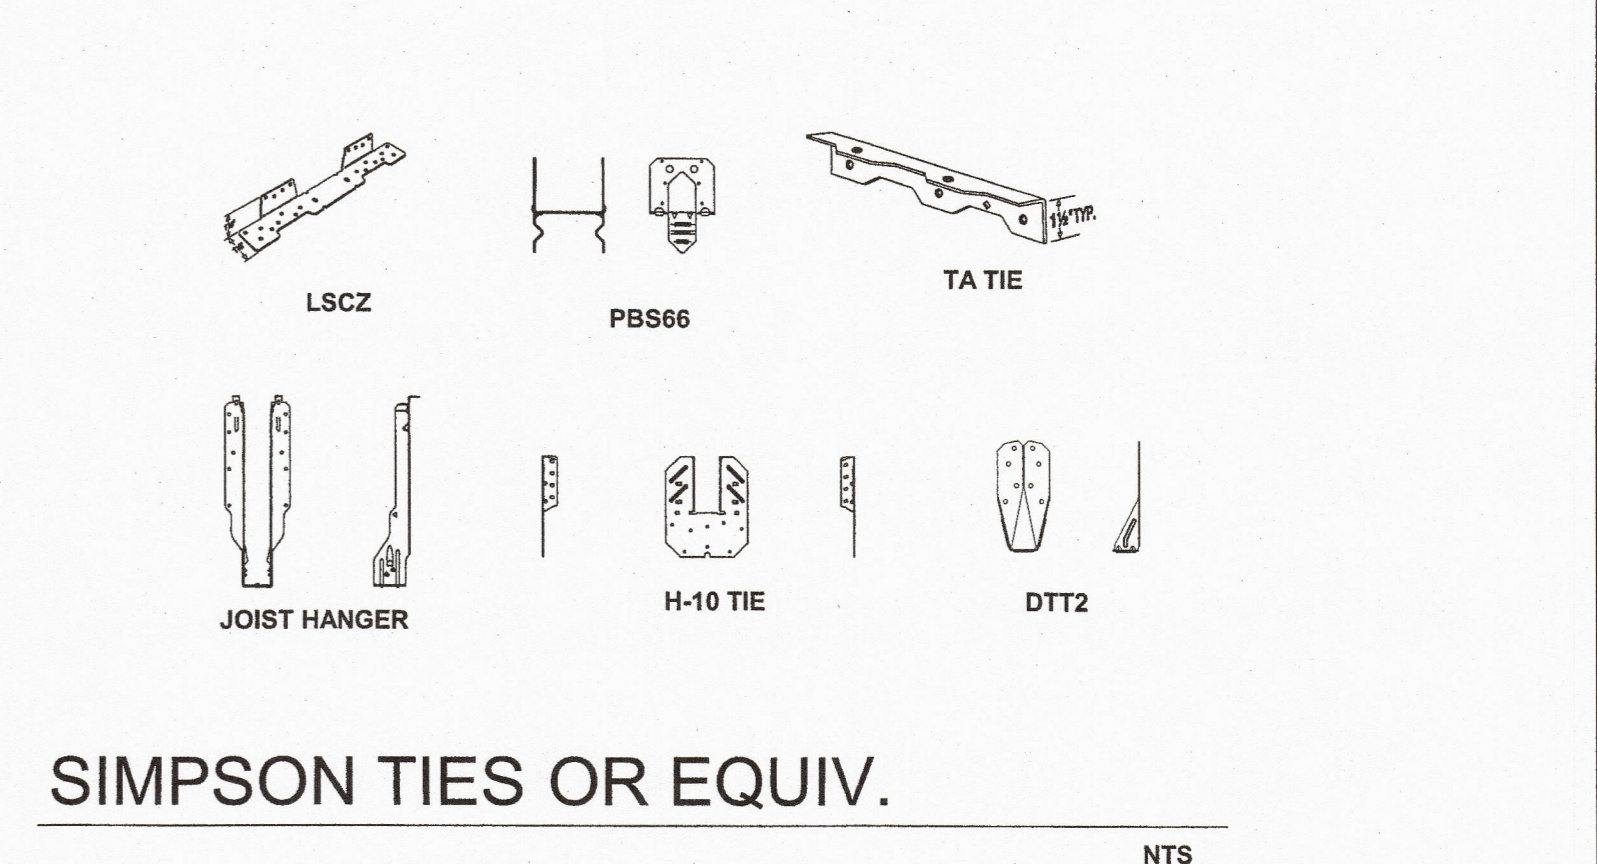 1½"TYP.
LSCZ
PBS66
TA TIE
JOIST HANGER
H-10 TIE
DTT2
SIMPSON TIES OR EQUIV.
NTS